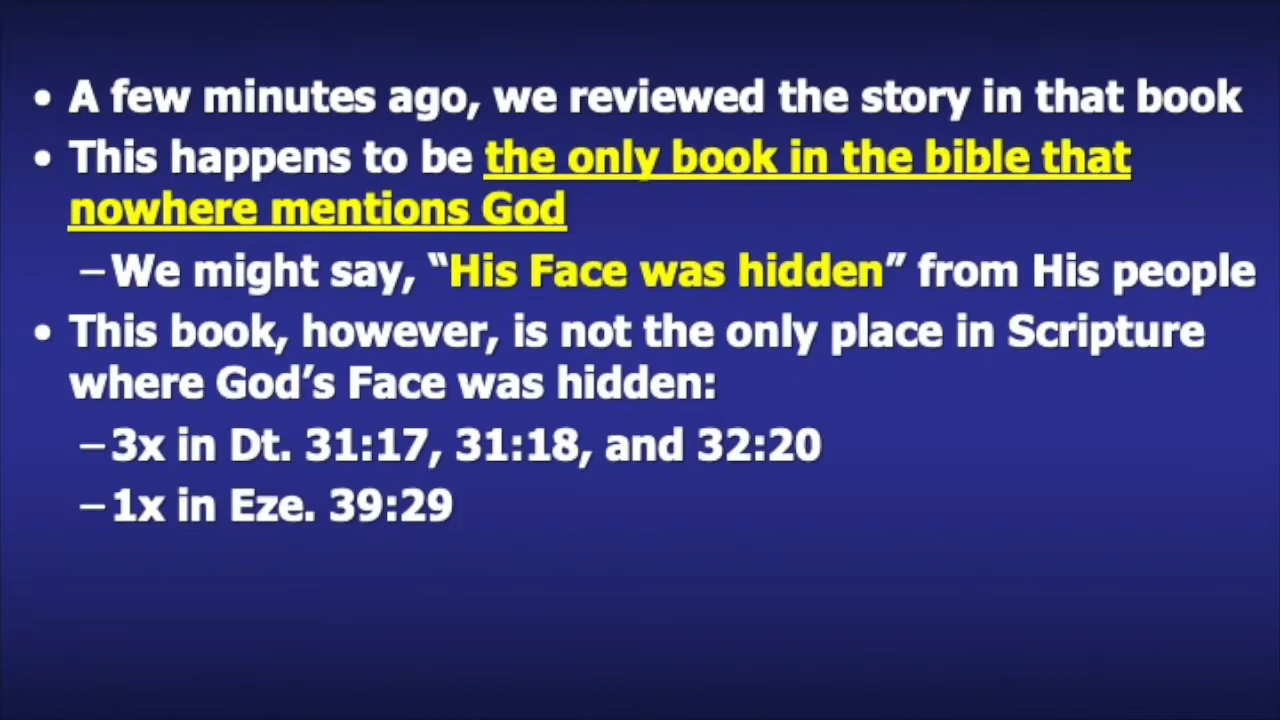 • A few minutes ago, we reviewed the story in that book
• This happens to be the only book in the bible that
nowhere mentions God
– We might say, “His Face was hidden” from His people
• This book, however, is not the only place in Scripture
where God’s Face was hidden:
– 3x in Dt. 31:17, 31:18, and 32:20
– 1x in Eze. 39:29